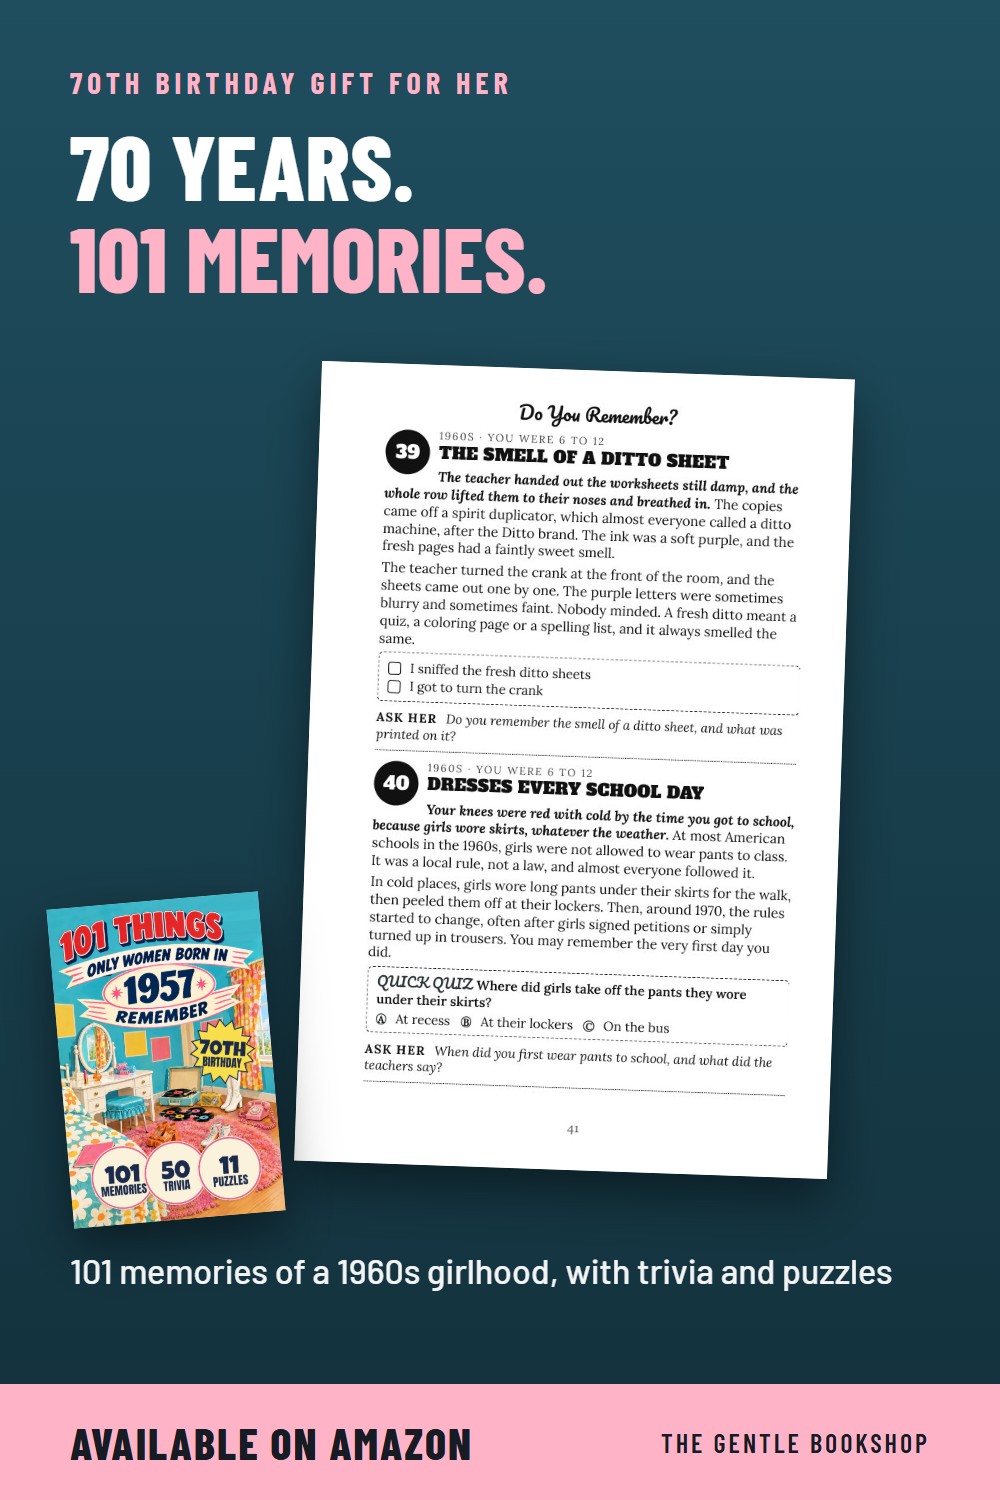 70TH BIRTHDAY GIFT FOR HER
70 YEARS.
101 MEMORIES.
Do You Remember?
39
1960S · YOU WERE 6 TO 12
THE SMELL OF A DITTO SHEET
The teacher handed out the worksheets still damp, and the
whole row lifted them to their noses and breathed in. The copies
came off a spirit duplicator, which almost everyone called a ditto
machine, after the Ditto brand. The ink was a soft purple, and the
fresh pages had a faintly sweet smell.
The teacher turned the crank at the front of the room, and the
sheets came out one by one. The purple letters were sometimes
blurry and sometimes faint. Nobody minded. A fresh ditto meant a
quiz, a coloring page or a spelling list, and it always smelled the
same.
I sniffed the fresh ditto sheets
I got to turn the crank
ASK HER Do you remember the smell of a ditto sheet, and what was
printed on it?
40
1960S · YOU WERE 6 TO 12
DRESSES EVERY SCHOOL DAY
Your knees were red with cold by the time you got to school,
because girls wore skirts, whatever the weather. At most American
schools in the 1960s, girls were not allowed to wear pants to class.
It was a local rule, not a law, and almost everyone followed it.
In cold places, girls wore long pants under their skirts for the walk,
then peeled them off at their lockers. Then, around 1970, the rules
started to change, often after girls signed petitions or simply
turned up in trousers. You may remember the very first day you
did.
QUICK QUIZ Where did girls take off the pants they wore
under their skirts?
A At recess B At their lockers C On the bus
ASK HER When did you first wear pants to school, and what did the
teachers say?
41
101 THINGS
ONLY WOMEN BORN IN
1957
REMEMBER
70TH
BIRTHDAY
101
MEMORIES
50
TRIVIA
11
PUZZLES
101 memories of a 1960s girlhood, with trivia and puzzles
AVAILABLE ON AMAZON
THE GENTLE BOOKSHOP